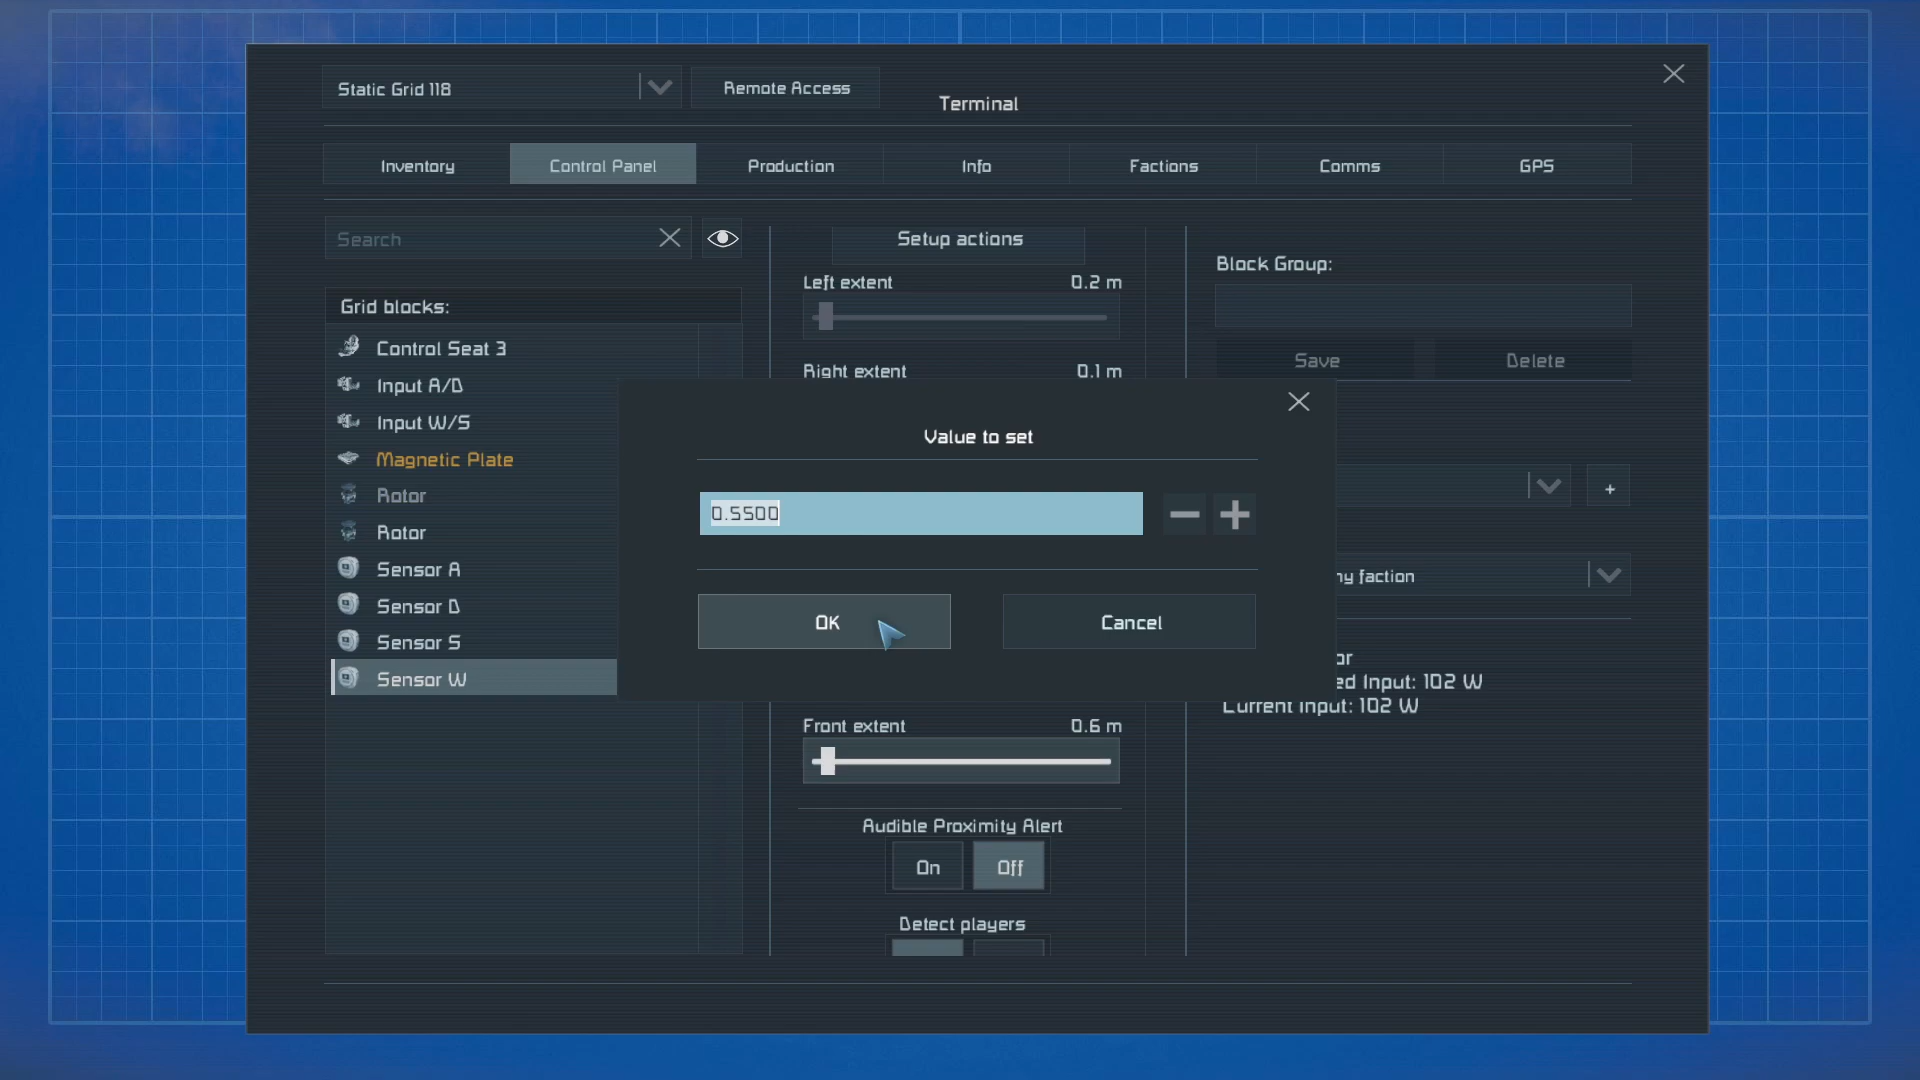 Static Grid 118
Remote Access
Terminal
Inventory
Control Panel
Production
Info
Factions
Comms
GPS
Search
Grid blocks:
Control Seat 3
Input A/D
Input W/S
Magnetic Plate
Rotor
Rotor
Sensor A
Sensor D
Sensor S
Sensor W
Setup actions
Left extent 0.2 m
Right extent 0.1 m
Value to set
0.5500
OK
Cancel
Front extent 0.6 m
Audible Proximity Alert
On Off
Detect players
Block Group:
Save
Delete
+
faction
Input: 102 W
Current Input: 102 W